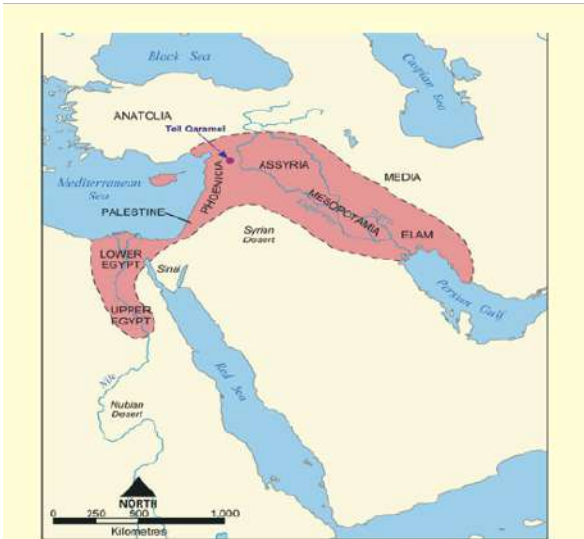 Black Sea
Caspian Sea
ANATOLIA
Tell Qaramel
ASSYRIA
MEDIA
Mediterranean
Sea
PHOENICIA
MESOPOTAMIA
PALESTINE
Syrian
Desert
ELAM
LOWER
EGYPT
Sinai
UPPER
EGYPT
Persian Gulf
Red Sea
Nile
Nubian
Desert
NORTH
0 250 500 1,000
Kilometres